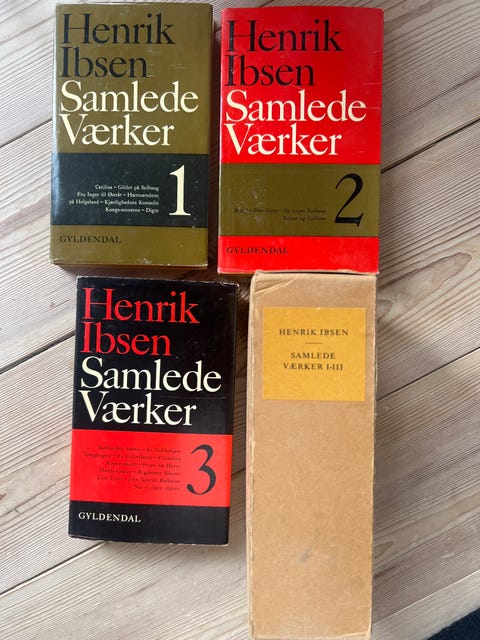 Henrik
Ibsen
Samlede
Værker
Catilina – Gildet på Solhaug
Fru Inger til Østråt – Hærmændene
på Helgeland – Kjærlighedens Komedie
Kongs-emnerne – Digte
1
GYLDENDAL
Henrik
Ibsen
Samlede
Værker
Peer Gynt – De unges Forbund
Kejser og Galilæer
2
GYLDENDAL
Henrik
Ibsen
Samlede
Værker
Samfundets støtter – Et Dukkehjem
Gengangere – En Folkefjende – Vildanden
Rosmersholm – Fruen fra Havet
Hedda Gabler – Bygmester Solness
Lille Eyolf – John Gabriel Borkman
Når vi døde vågner
3
GYLDENDAL
HENRIK IBSEN
SAMLEDE
VÆRKER I-III